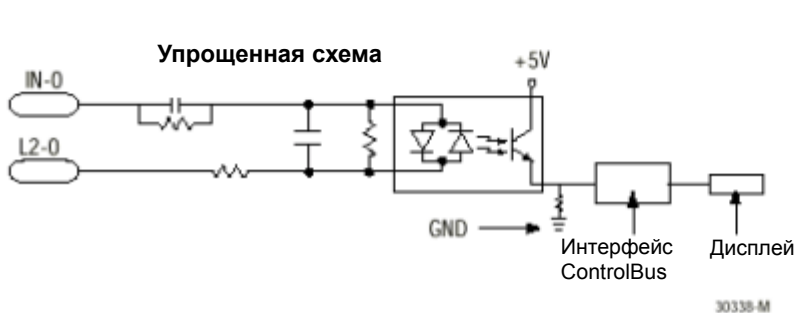 Упрощенная схема
+5V
IN-0
L2-0
GND
Интерфейс
ControlBus
Дисплей
30338-M